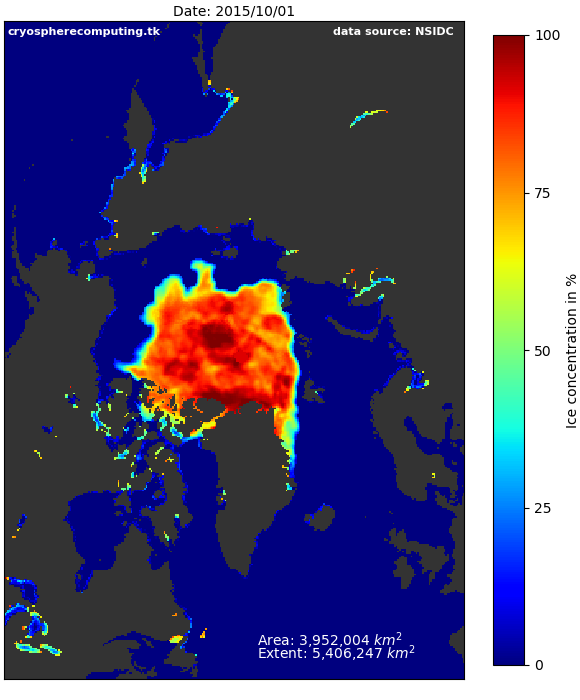 Date: 2015/10/01
cryospherecomputing.tk
data source: NSIDC
100
75
50
25
0
Ice concentration in %
Area: 3,952,004 km²
Extent: 5,406,247 km²